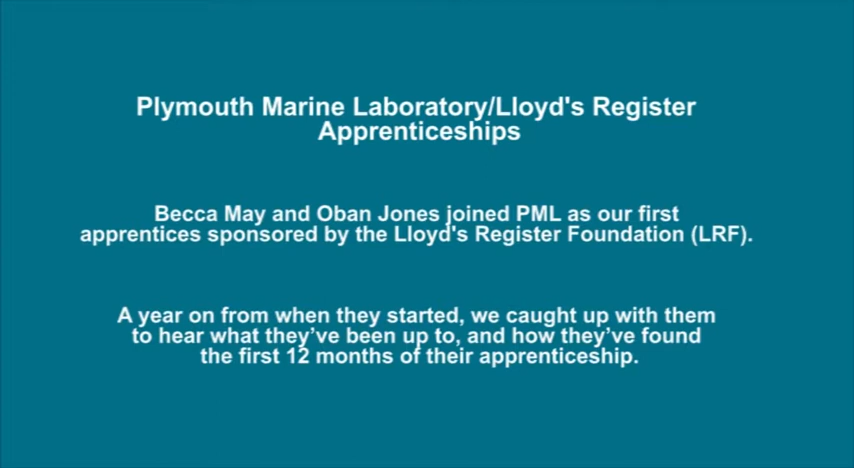 Plymouth Marine Laboratory/Lloyd's Register
Apprenticeships
Becca May and Oban Jones joined PML as our first
apprentices sponsored by the Lloyd's Register Foundation (LRF).
A year on from when they started, we caught up with them
to hear what they’ve been up to, and how they’ve found
the first 12 months of their apprenticeship.